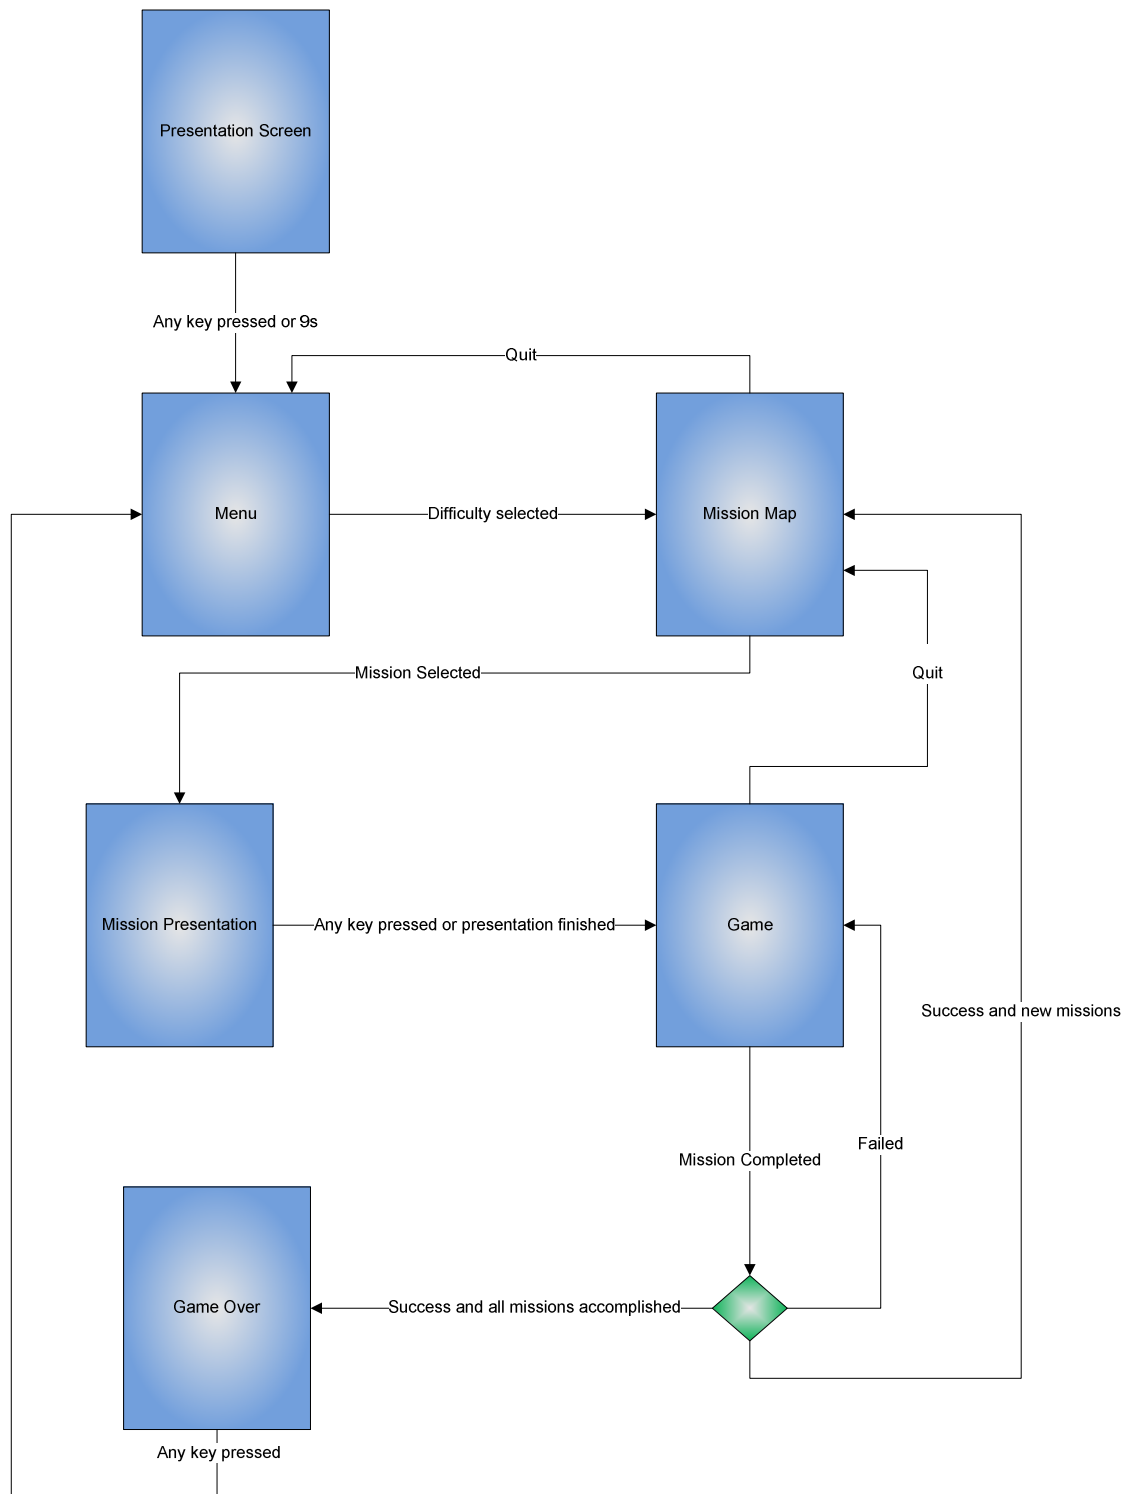 Presentation Screen
Any key pressed or 9s
Quit
Menu
Difficulty selected
Mission Map
Mission Selected
Quit
Mission Presentation
Any key pressed or presentation finished
Game
Success and new missions
Failed
Mission Completed
Game Over
Success and all missions accomplished
Any key pressed